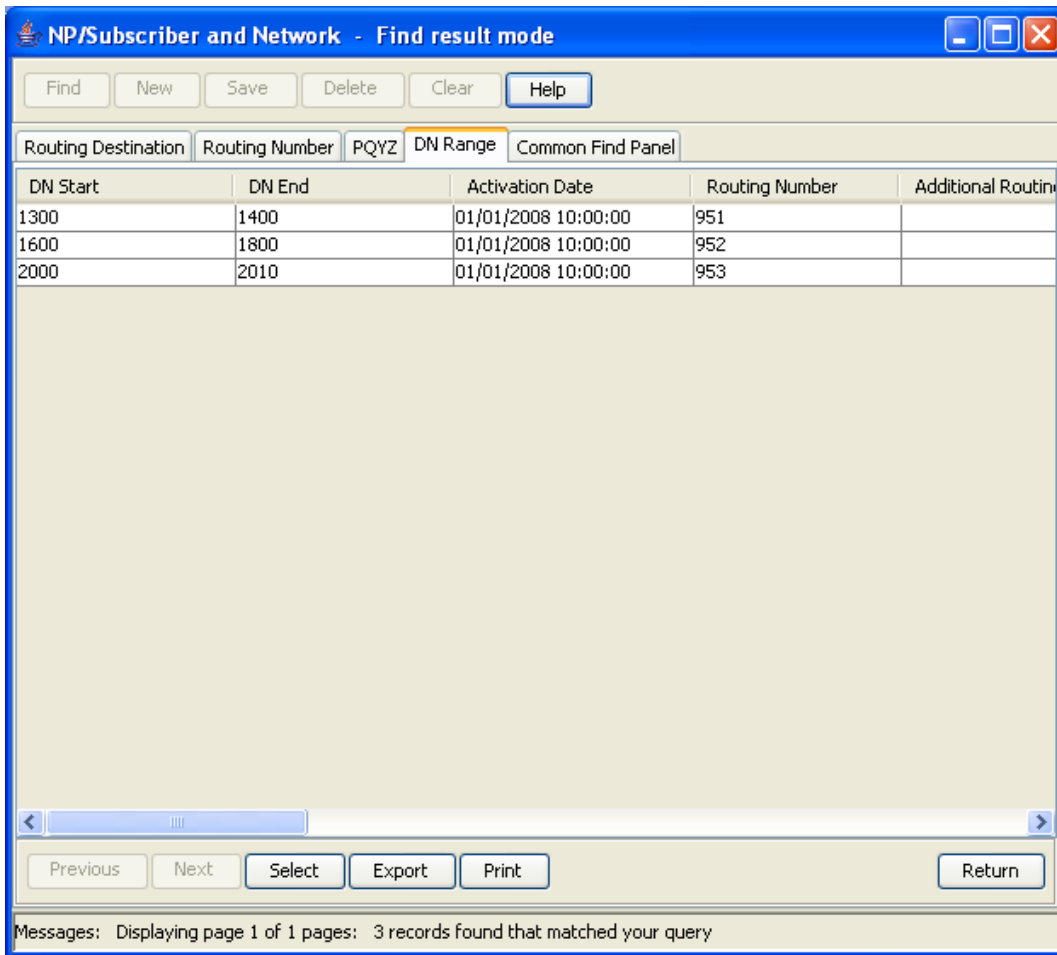 NP/Subscriber and Network - Find result mode
Find New Save Delete Clear Help
Routing Destination Routing Number PQYZ DN Range Common Find Panel
DN Start DN End Activation Date Routing Number Additional Routin
1300 1400 01/01/2008 10:00:00 951
1600 1800 01/01/2008 10:00:00 952
2000 2010 01/01/2008 10:00:00 953
Previous Next Select Export Print Return
Messages: Displaying page 1 of 1 pages: 3 records found that matched your query